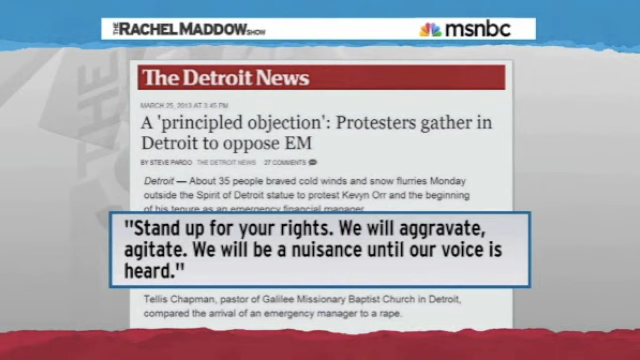 THE RACHEL MADDOW SHOW
msnbc
The Detroit News
MARCH 25, 2013 AT 3:45 PM
A 'principled objection': Protesters gather in
Detroit to oppose EM
BY STEVE PARDO THE DETROIT NEWS 27 COMMENTS
Detroit — About 35 people braved cold winds and snow flurries Monday
outside the Spirit of Detroit statue to protest Kevyn Orr and the beginning
of his tenure as an emergency financial manager.
"Stand up for your rights. We will aggravate,
agitate. We will be a nuisance until our voice is
heard."
Tellis Chapman, pastor of Galilee Missionary Baptist Church in Detroit,
compared the arrival of an emergency manager to a rape.